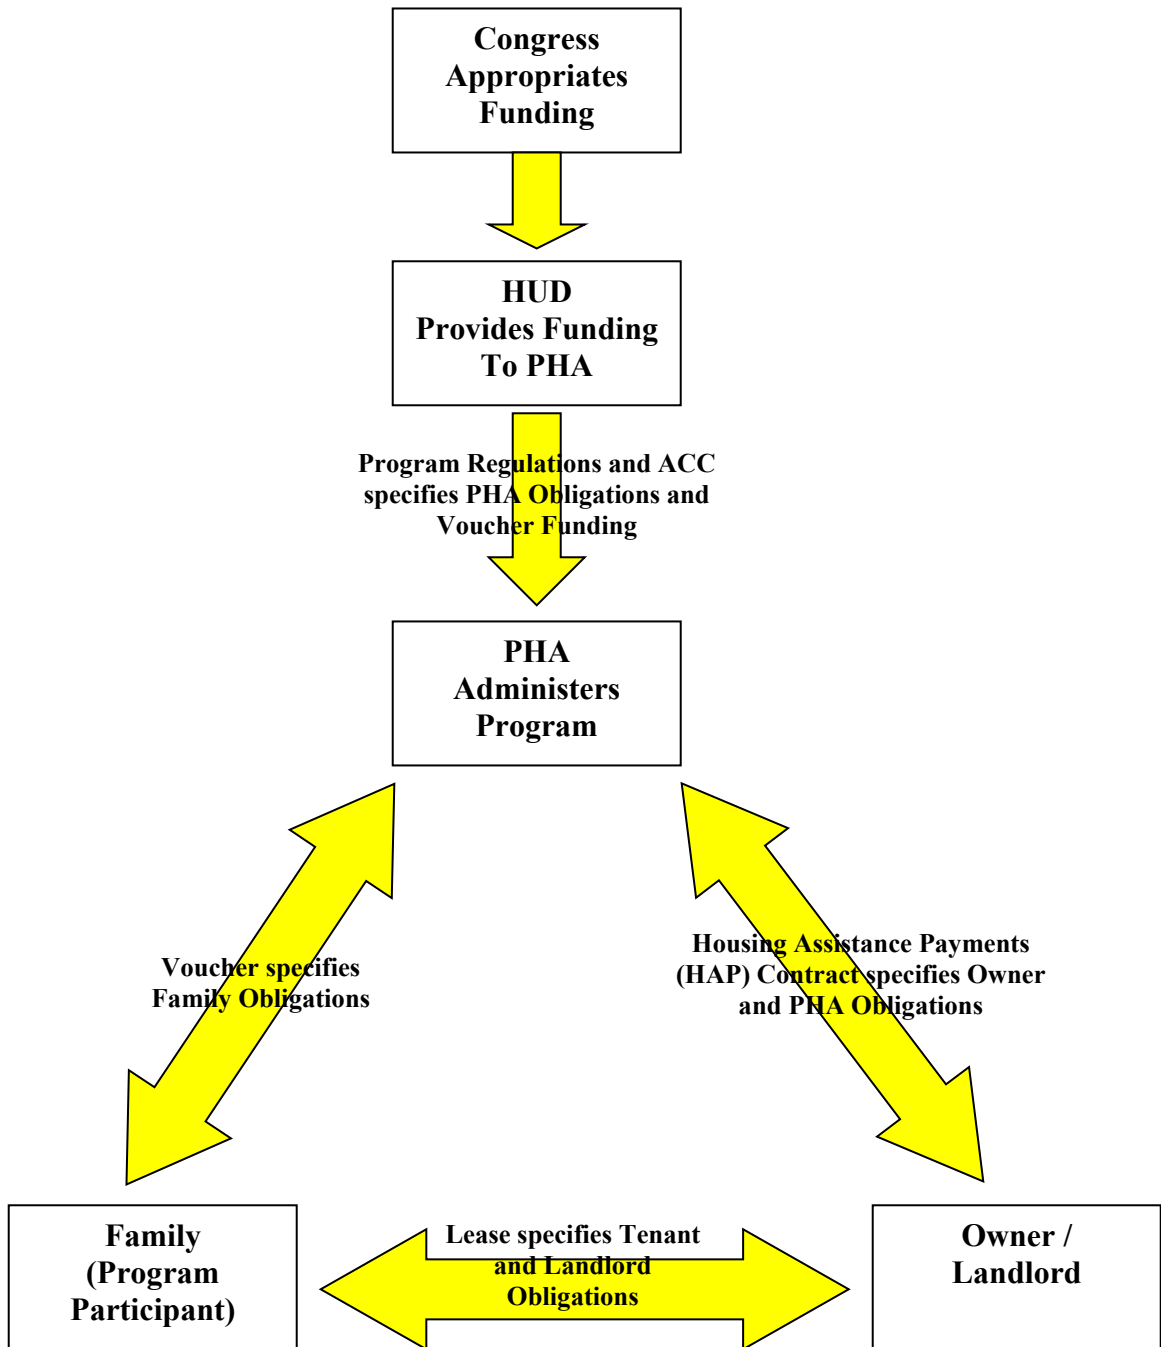 Congress
Appropriates
Funding
HUD
Provides Funding
To PHA
Program Regulations and ACC
specifies PHA Obligations and
Voucher Funding
PHA
Administers
Program
Voucher specifies
Family Obligations
Housing Assistance Payments
(HAP) Contract specifies Owner
and PHA Obligations
Family
(Program
Participant)
Lease specifies Tenant
and Landlord
Obligations
Owner /
Landlord